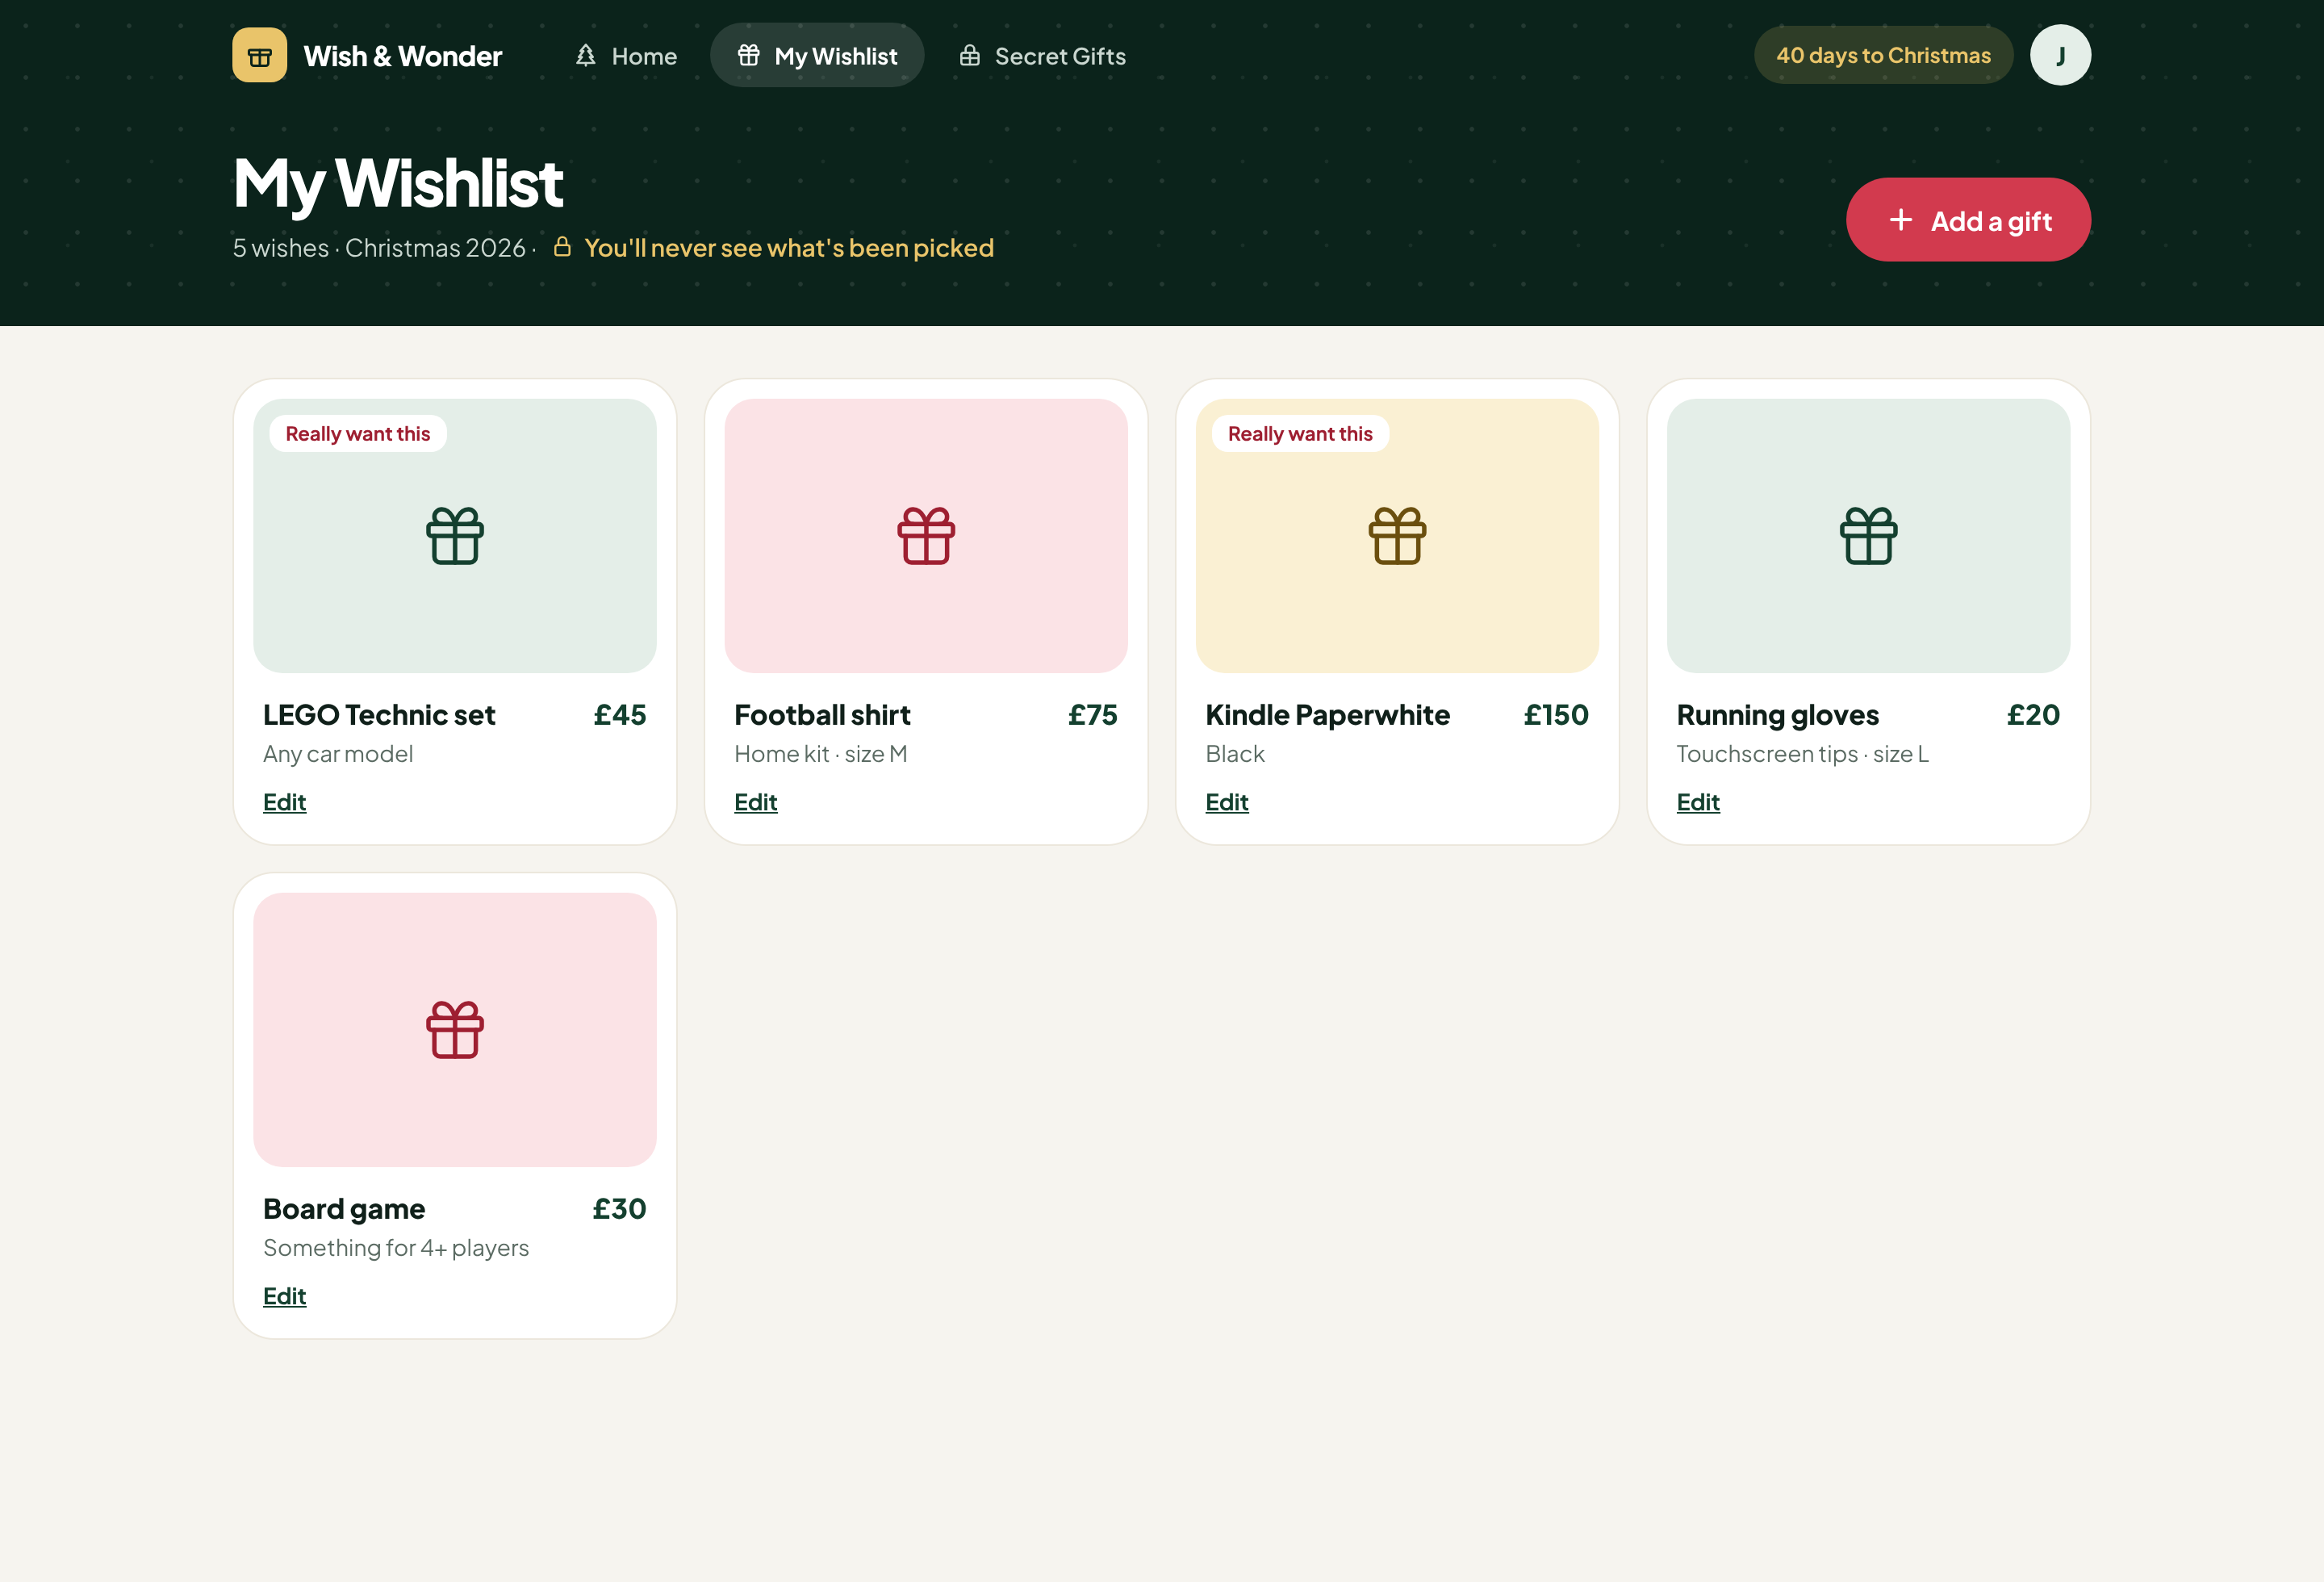 Wish & Wonder
Home
My Wishlist
Secret Gifts
40 days to Christmas
J
My Wishlist
5 wishes · Christmas 2026 · You'll never see what's been picked
Add a gift
Really want this
LEGO Technic set £45
Any car model
Edit
Football shirt £75
Home kit · size M
Edit
Really want this
Kindle Paperwhite £150
Black
Edit
Running gloves £20
Touchscreen tips · size L
Edit
Board game £30
Something for 4+ players
Edit